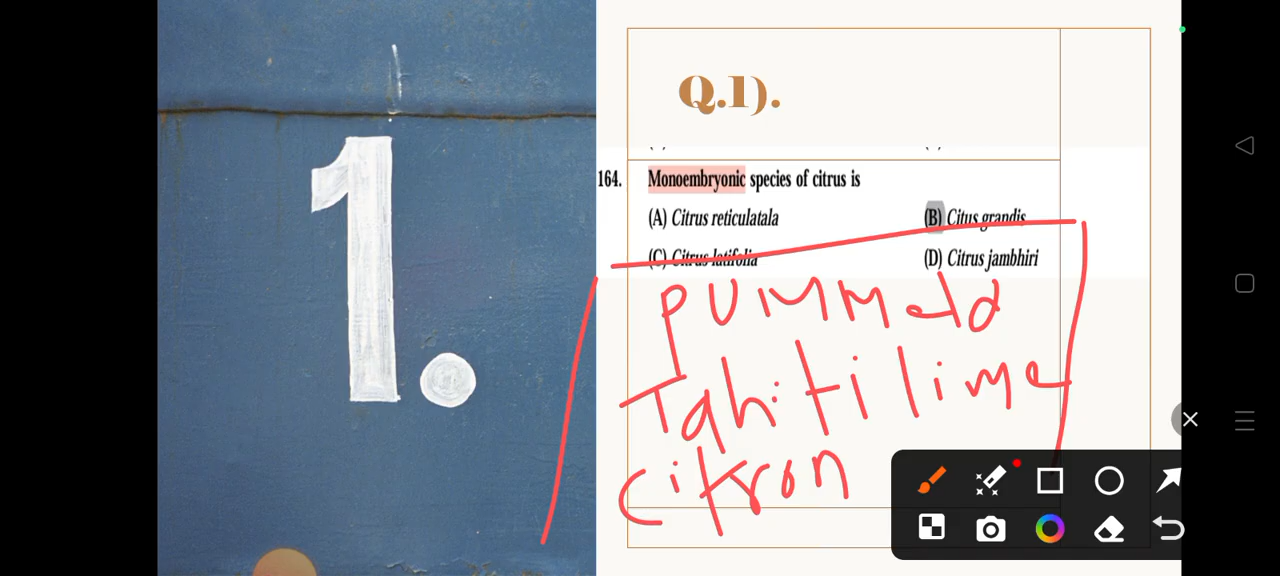 1.
Q.1).
164. Monoembryonic species of citrus is
(A) Citrus reticulatala (B) Citus grandis
(C) Citrus latifolia (D) Citrus jambhiri
PUMMelo
Tahiti lime
citron